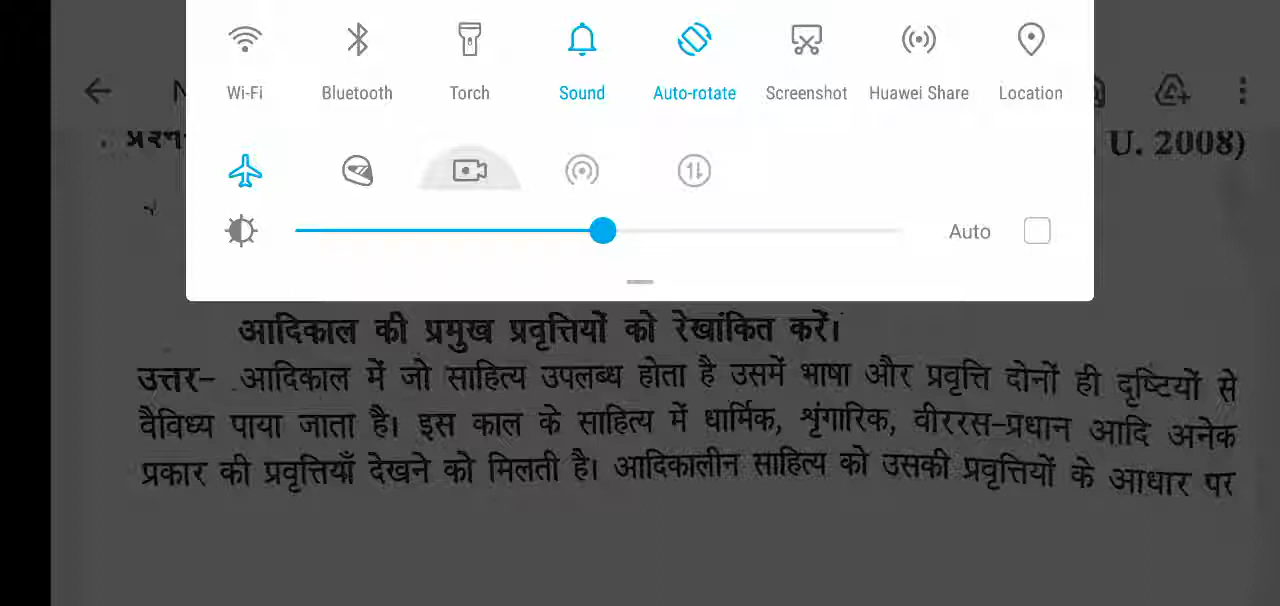 Wi-Fi Bluetooth Torch Sound Auto-rotate Screenshot Huawei Share Location
U. 2008)
Auto
आदिकाल की प्रमुख प्रवृत्तियों को रेखांकित करें।
उत्तर- आदिकाल में जो साहित्य उपलब्ध होता है उसमें भाषा और प्रवृत्ति दोनों ही दृष्टियों से
वैविध्य पाया जाता है। इस काल के साहित्य में धार्मिक, शृंगारिक, वीररस-प्रधान आदि अनेक
प्रकार की प्रवृत्तियाँ देखने को मिलती है। आदिकालीन साहित्य को उसकी प्रवृत्तियों के आधार पर